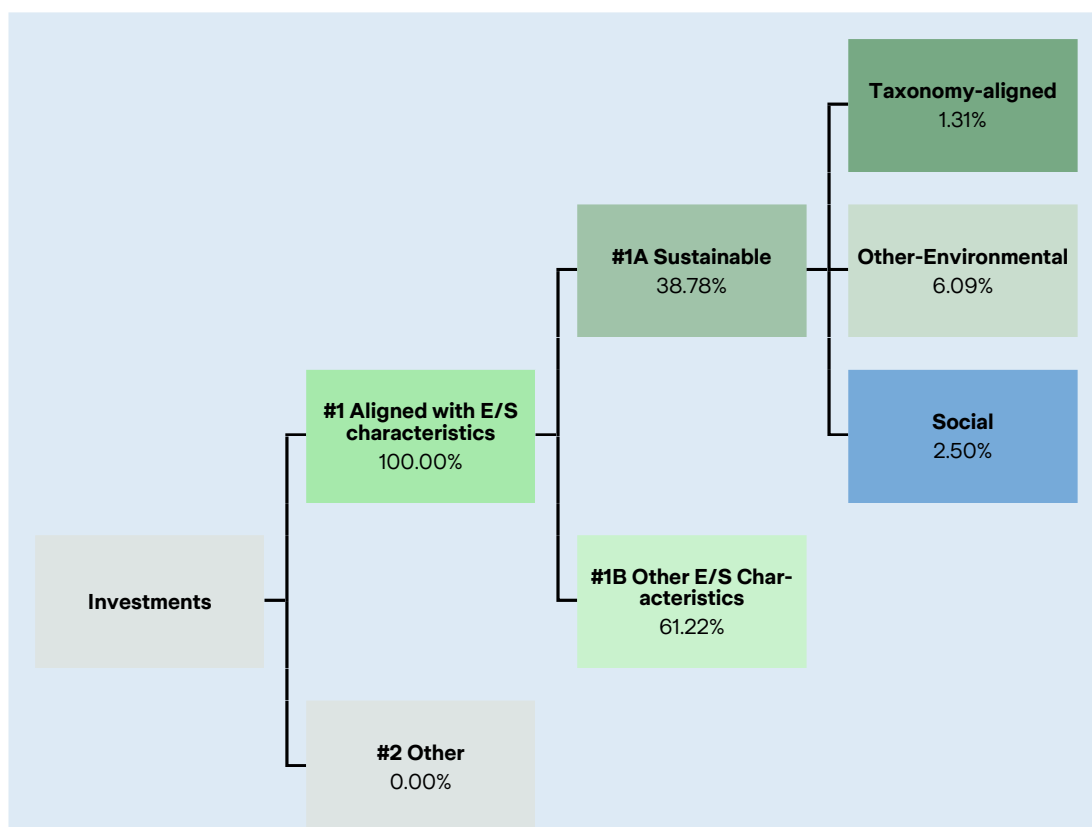 Taxonomy-aligned
1.31%
#1A Sustainable
38.78%
Other-Environmental
6.09%
#1 Aligned with E/S
characteristics
100.00%
Social
2.50%
Investments
#1B Other E/S Char-
acteristics
61.22%
#2 Other
0.00%